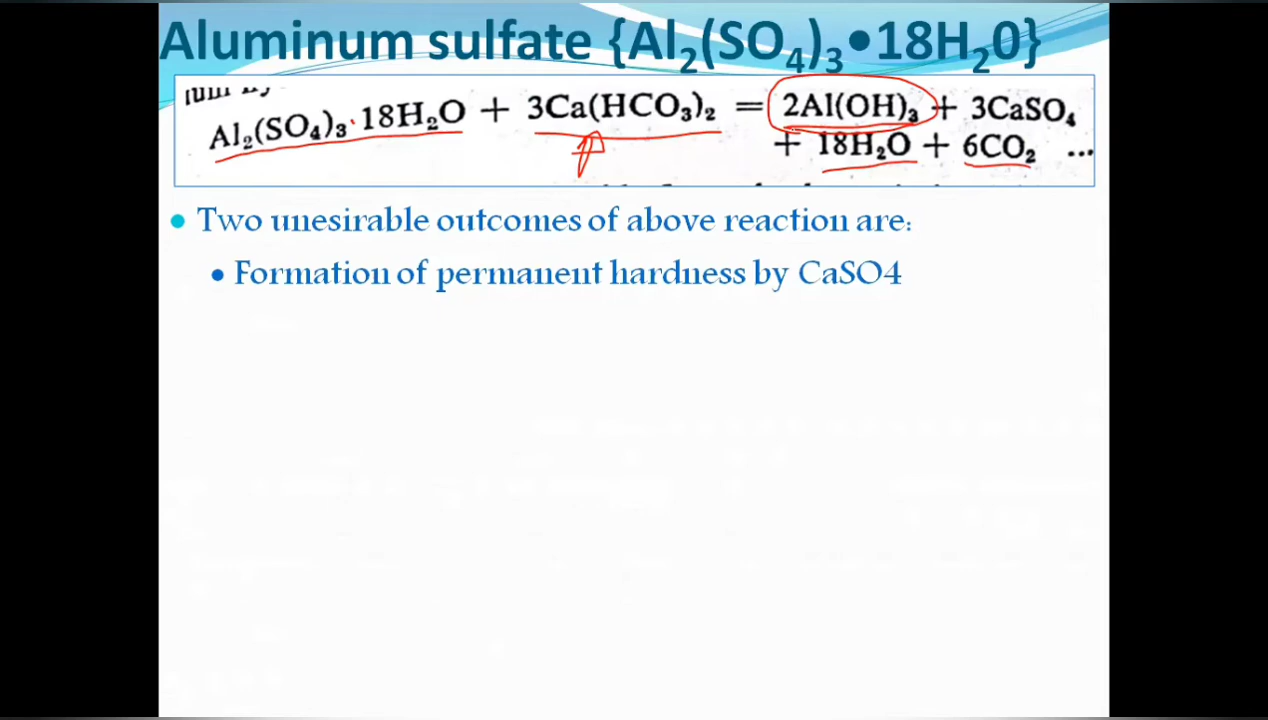 Aluminum sulfate {Al₂(SO₄)₃•18H₂0}
Al₂(SO₄)₃·18H₂O + 3Ca(HCO₃)₂ = 2Al(OH)₃ + 3CaSO₄
+ 18H₂O + 6CO₂ ...
Two unesirable outcomes of above reaction are:
Formation of permanent hardness by CaSO4